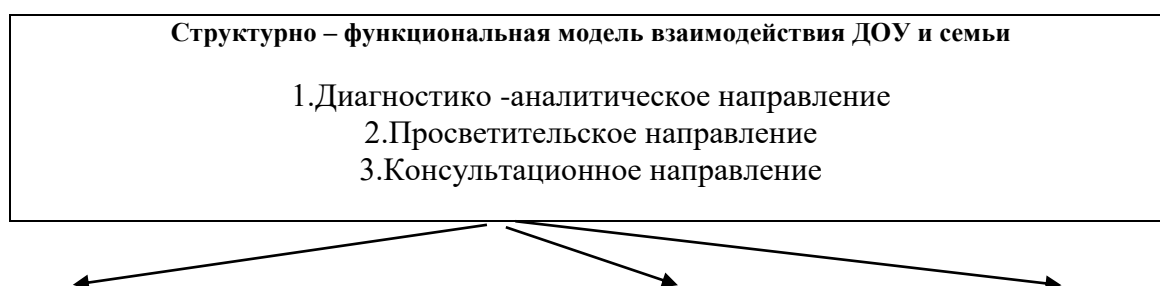 Структурно – функциональная модель взаимодействия ДОУ и семьи
1.Диагностико -аналитическое направление
2.Просветительское направление
3.Консультационное направление